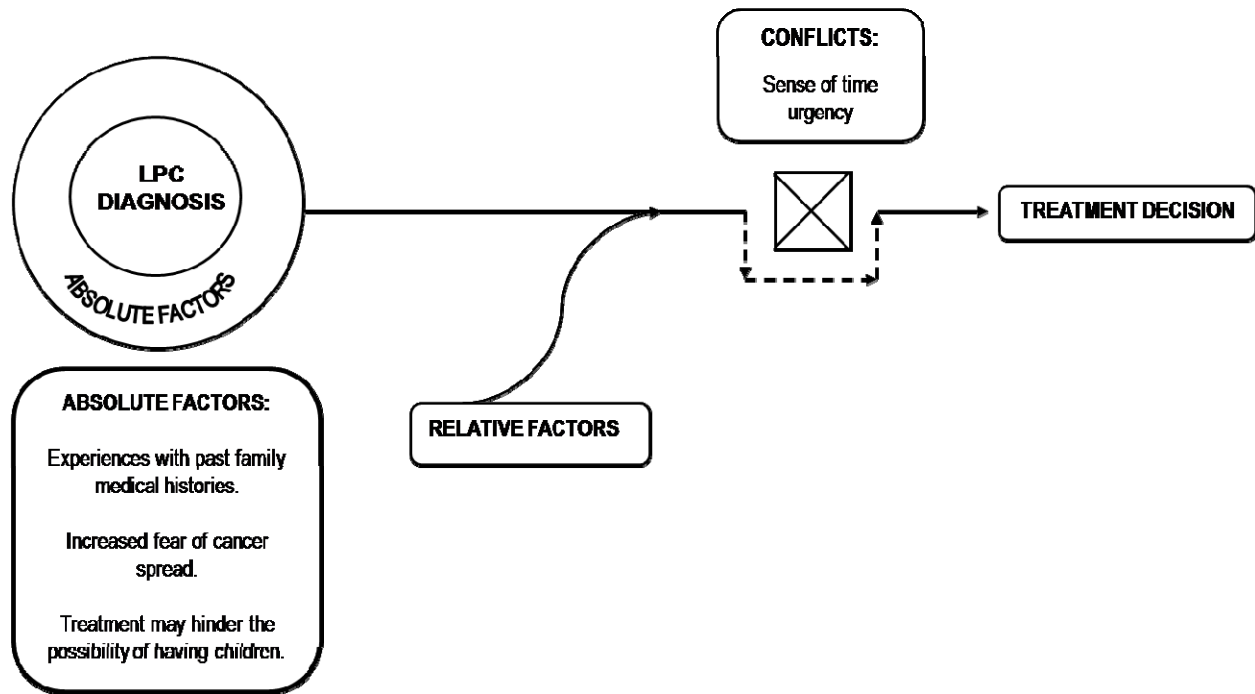 CONFLICTS:
Sense of time
urgency
LPC
DIAGNOSIS
ABSOLUTE FACTORS
TREATMENT DECISION
ABSOLUTE FACTORS:
Experiences with past family
medical histories.
Increased fear of cancer
spread.
Treatment may hinder the
possibility of having children.
RELATIVE FACTORS